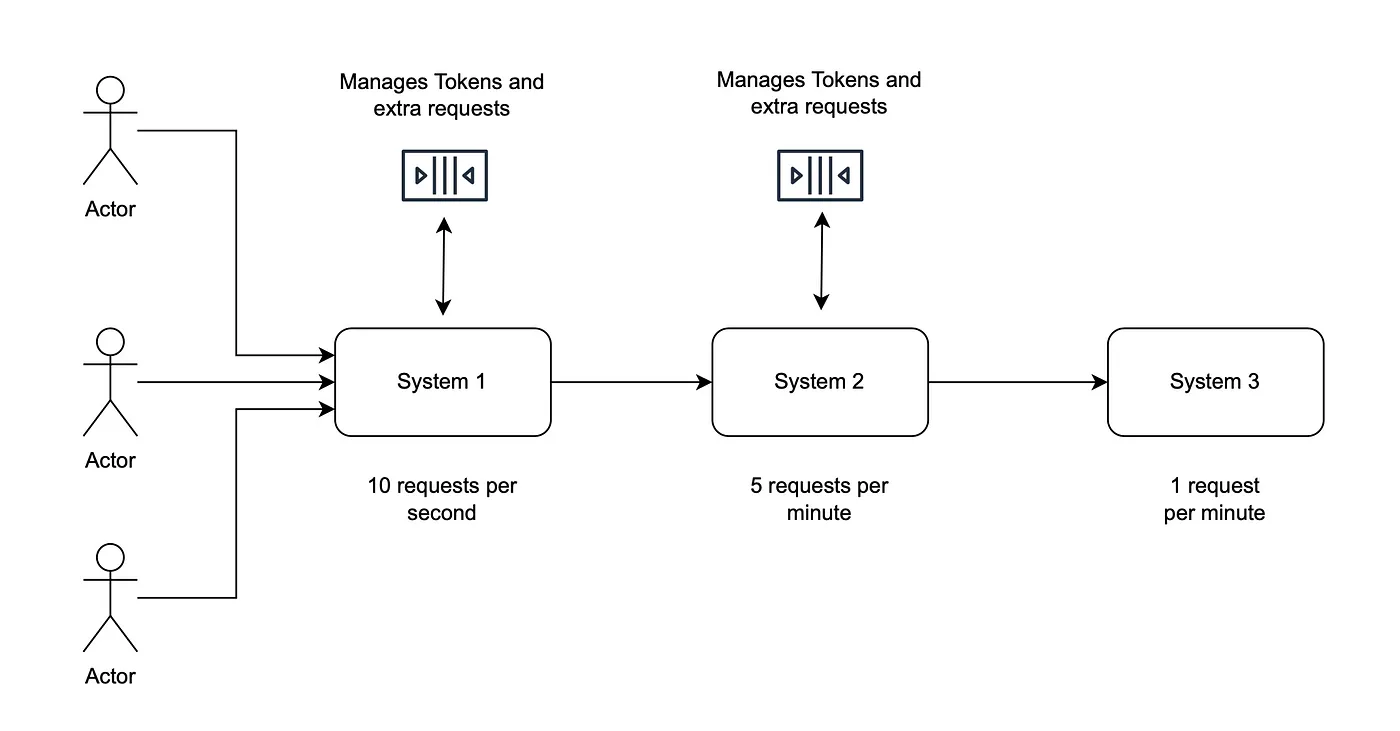 Manages Tokens and
extra requests
Manages Tokens and
extra requests
Actor
Actor
Actor
System 1
System 2
System 3
10 requests per
second
5 requests per
minute
1 request
per minute